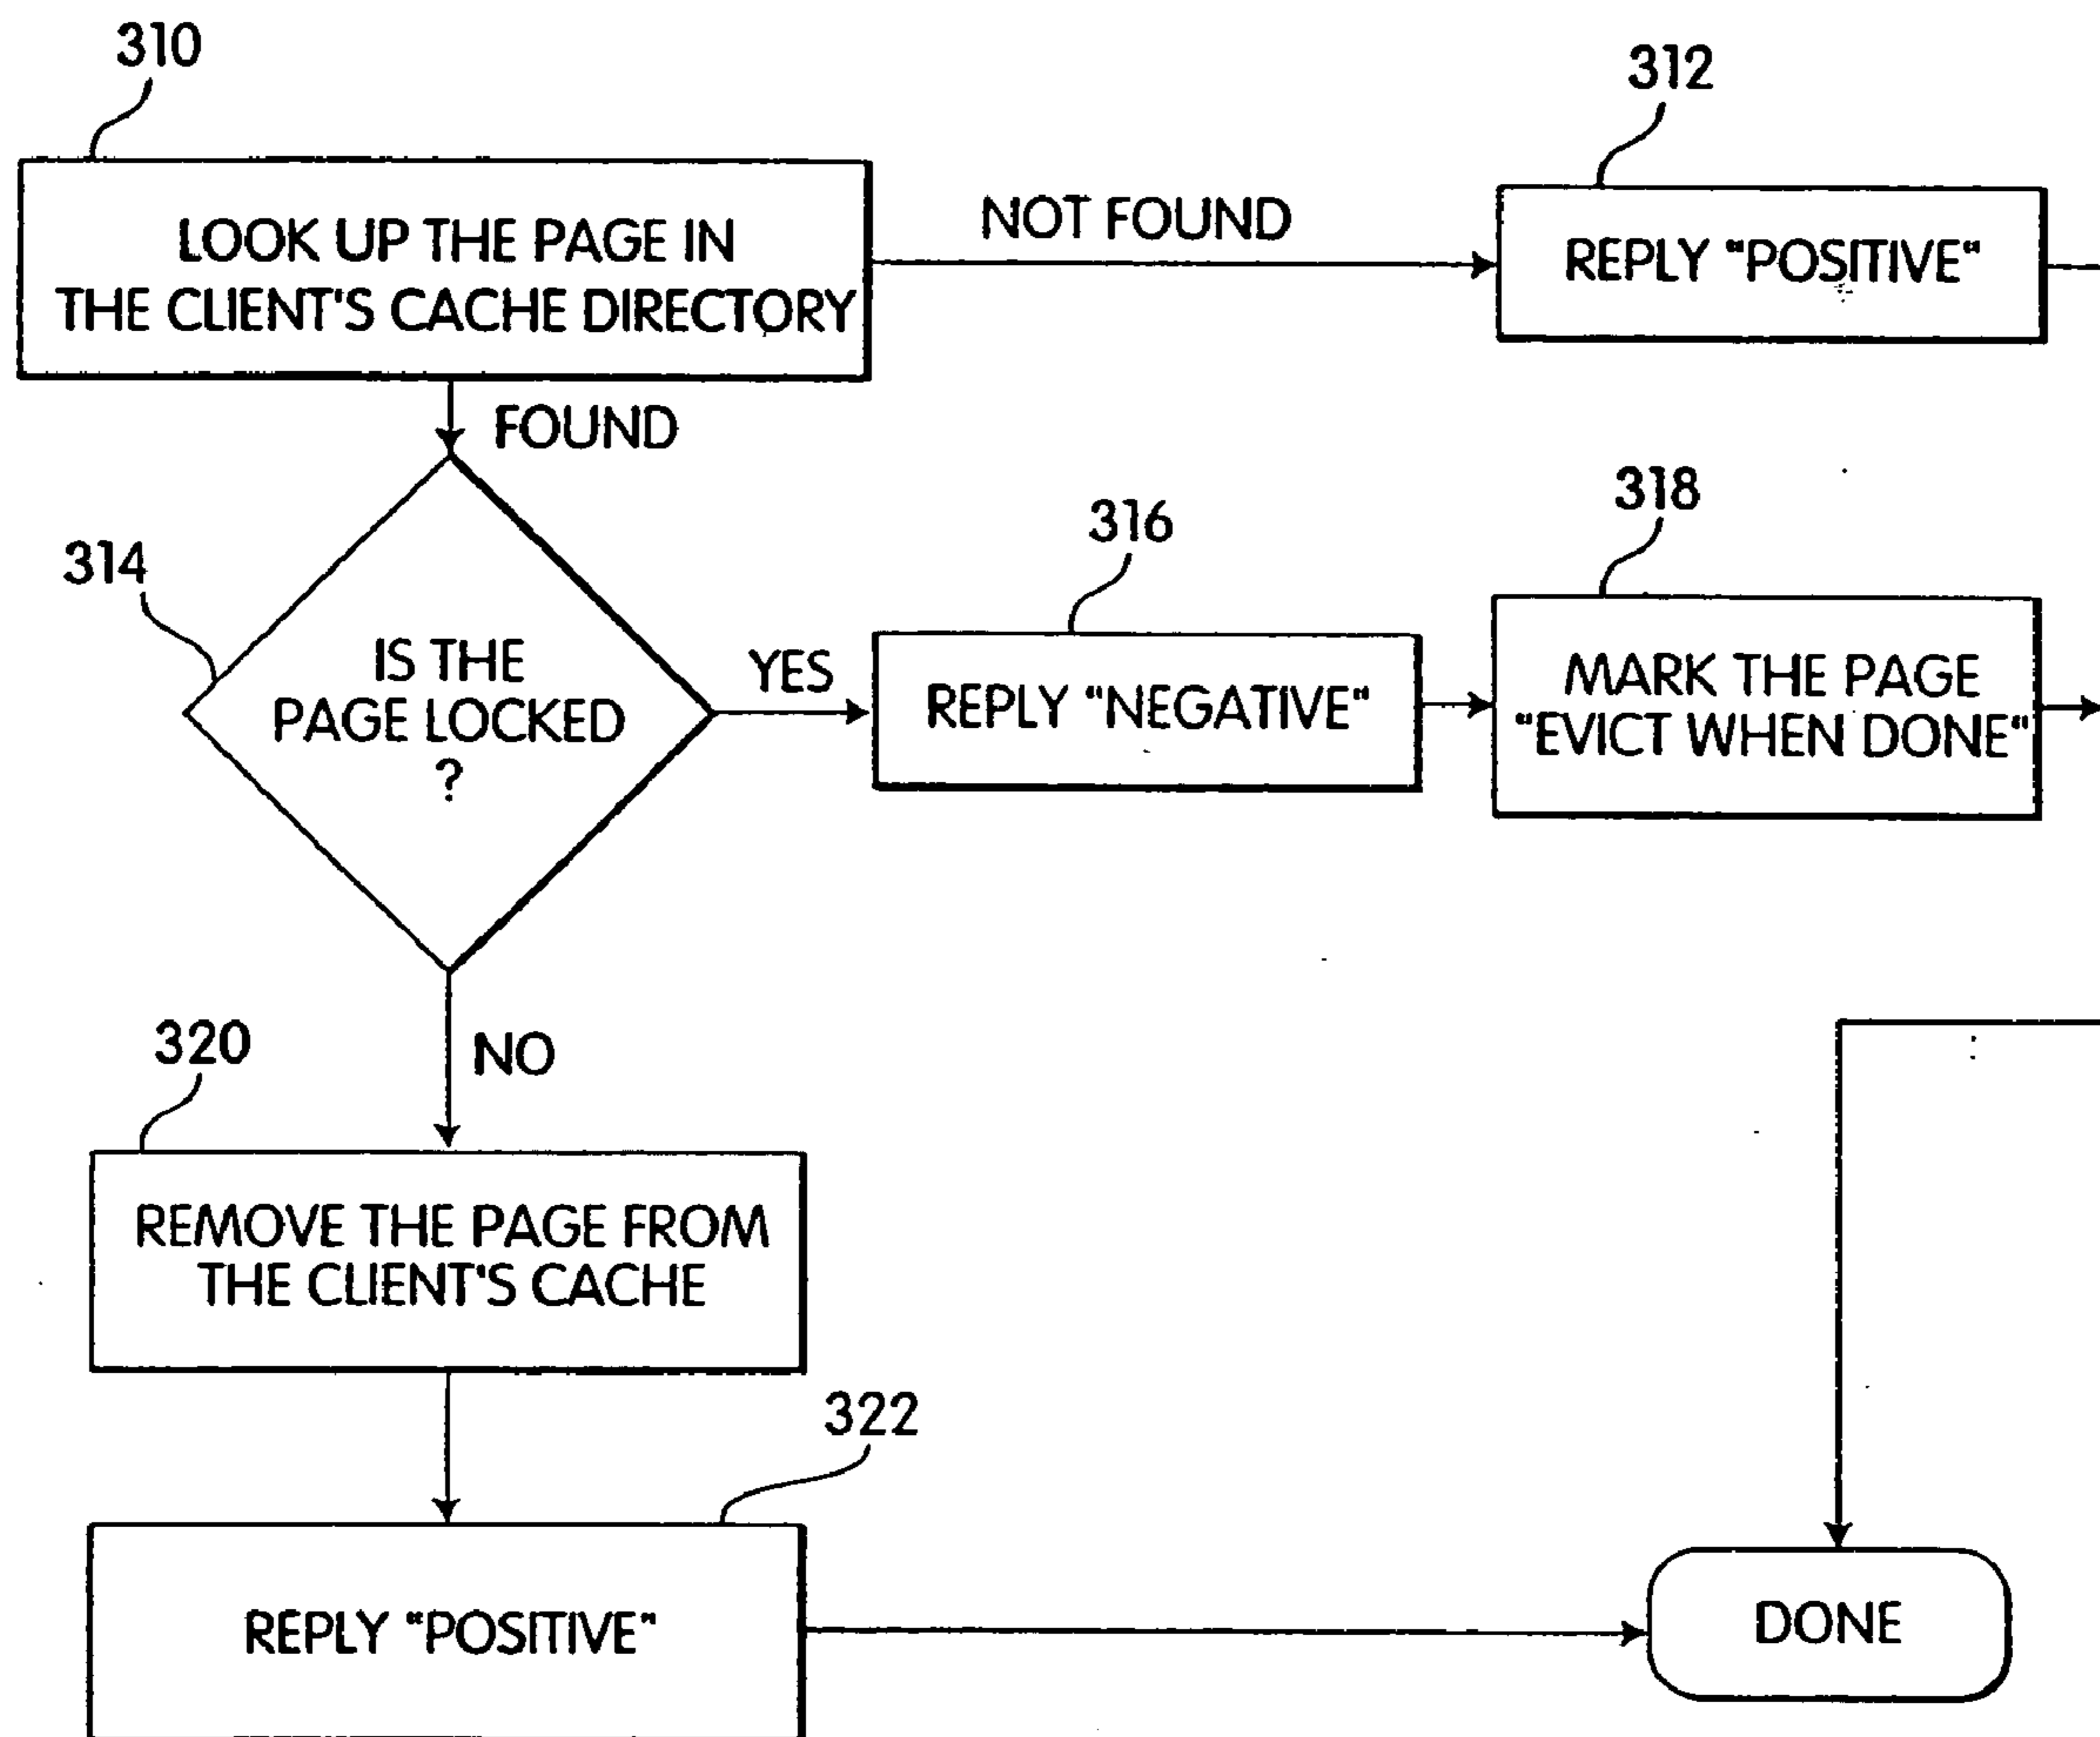 310
312
LOOK UP THE PAGE IN
THE CLIENT'S CACHE DIRECTORY
NOT FOUND
REPLY "POSITIVE"
FOUND
314
IS THE
PAGE LOCKED
?
YES
316
REPLY "NEGATIVE"
318
MARK THE PAGE
"EVICT WHEN DONE"
NO
320
REMOVE THE PAGE FROM
THE CLIENT'S CACHE
322
REPLY "POSITIVE"
DONE